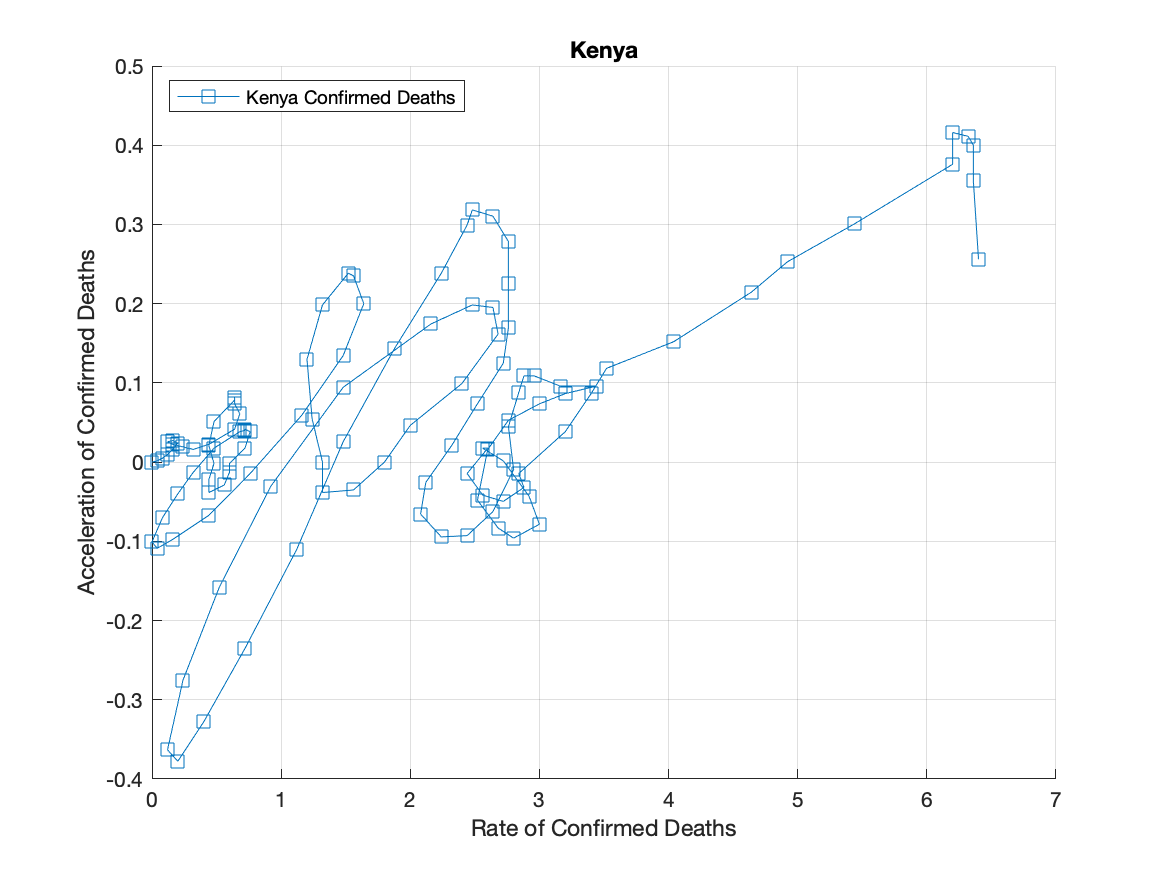 Kenya
Kenya Confirmed Deaths
0.5
0.4
0.3
0.2
0.1
0
-0.1
-0.2
-0.3
-0.4
Acceleration of Confirmed Deaths
0 1 2 3 4 5 6 7
Rate of Confirmed Deaths